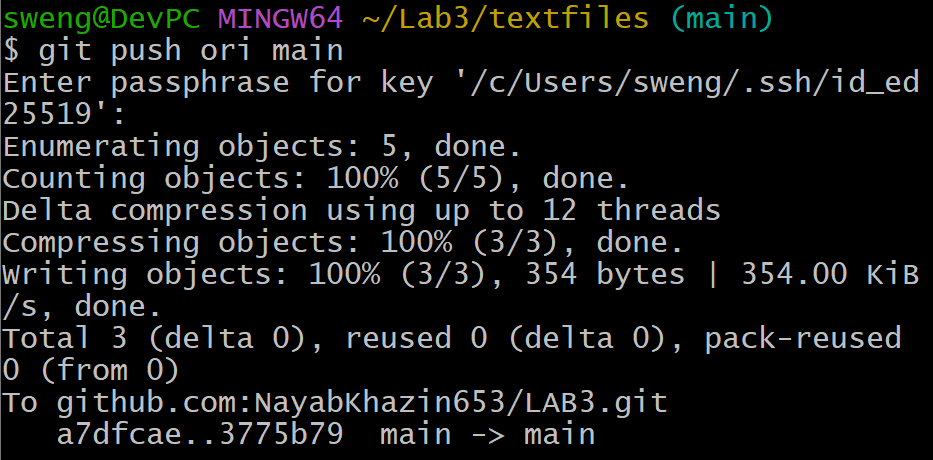 sweng@DevPC MINGW64 ~/Lab3/textfiles (main)
$ git push ori main
Enter passphrase for key '/c/Users/sweng/.ssh/id_ed
25519':
Enumerating objects: 5, done.
Counting objects: 100% (5/5), done.
Delta compression using up to 12 threads
Compressing objects: 100% (3/3), done.
Writing objects: 100% (3/3), 354 bytes | 354.00 KiB
/s, done.
Total 3 (delta 0), reused 0 (delta 0), pack-reused
0 (from 0)
To github.com:NayabKhazin653/LAB3.git
   a7dfcae..3775b79  main -> main